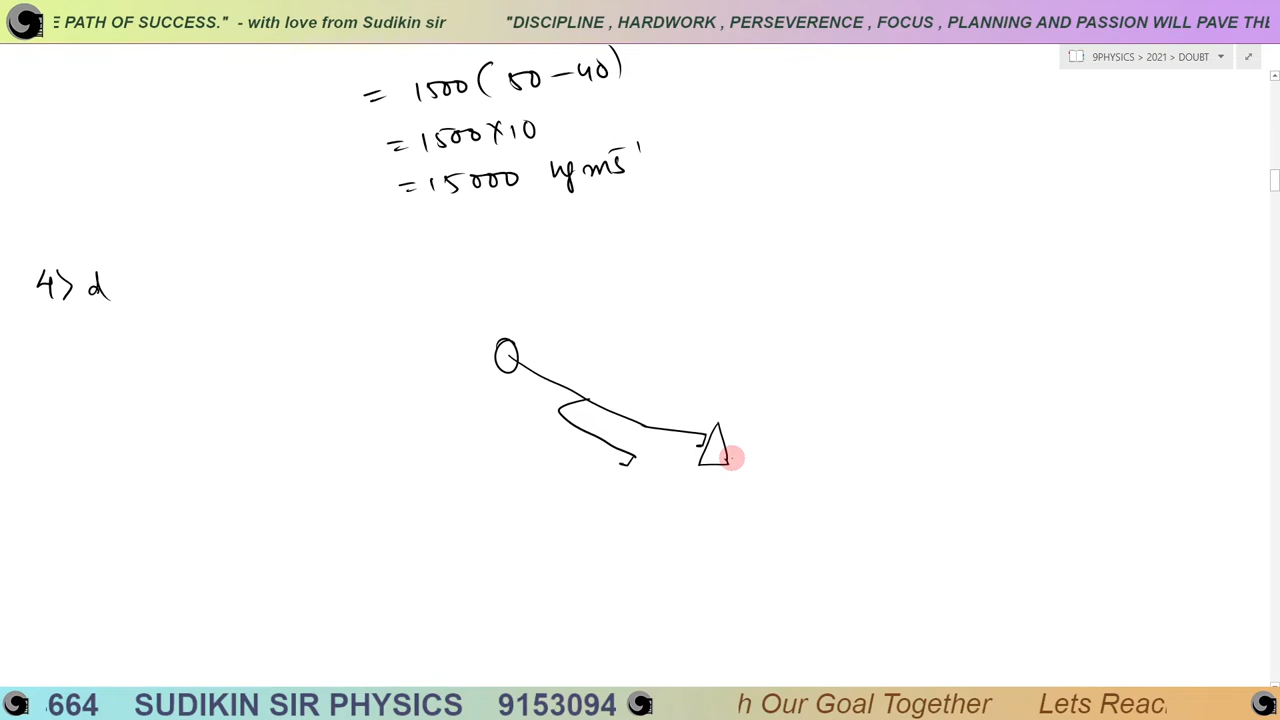 E PATH OF SUCCESS." - with love from Sudikin sir "DISCIPLINE , HARDWORK , PERSEVERENCE , FOCUS , PLANNING AND PASSION WILL PAVE THE
9PHYSICS > 2021 > DOUBT
= 1500 ( 50 - 40 )
= 1500 × 10
= 15000 kg ms⁻¹
4> d
664 SUDIKIN SIR PHYSICS 9153094 h Our Goal Together Lets Reac